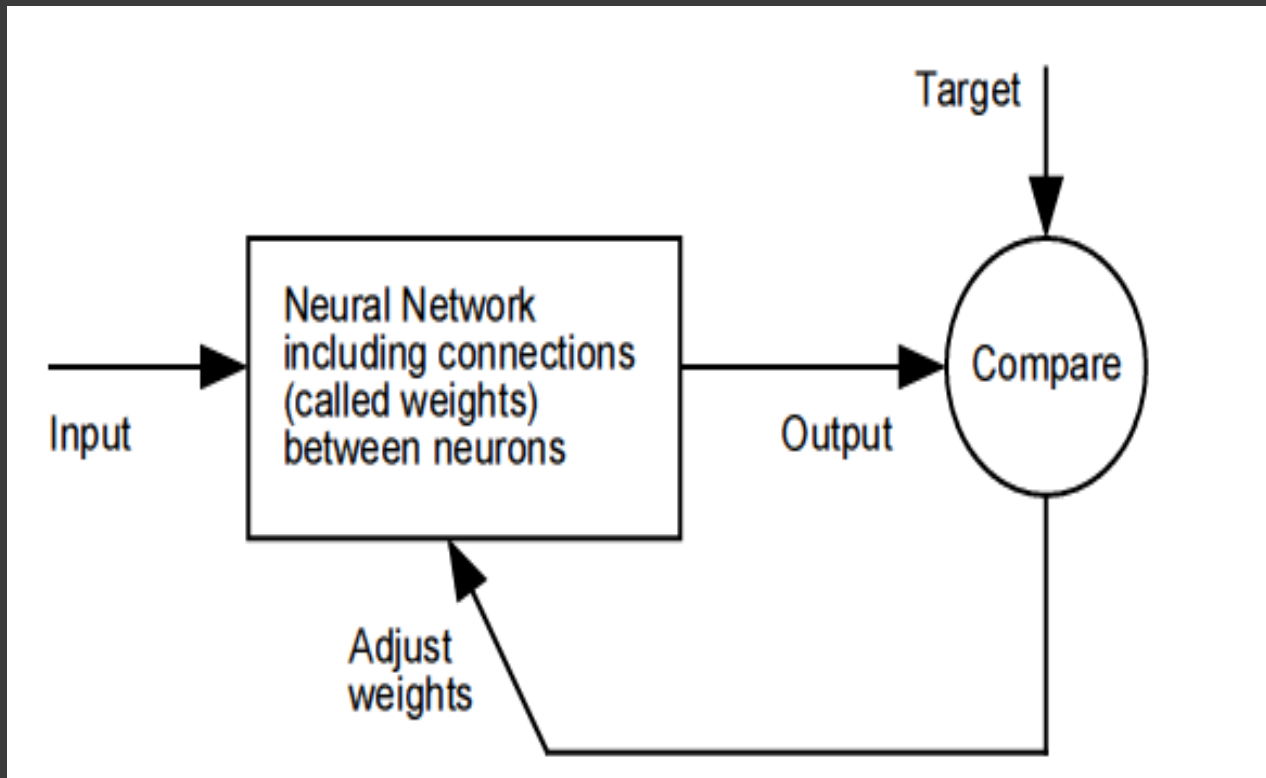 Target
Neural Network
including connections
(called weights)
between neurons
Compare
Input
Output
Adjust
weights